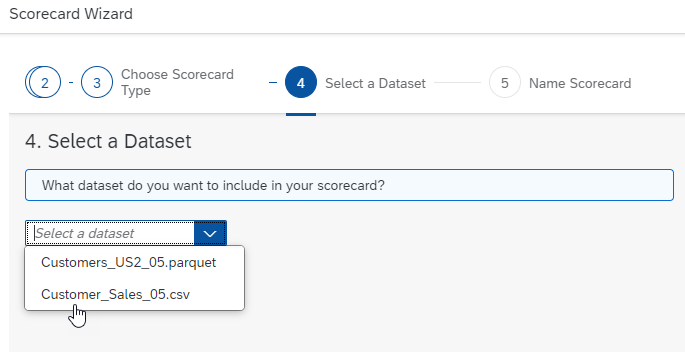 Scorecard Wizard
2
3
Choose Scorecard
Type
4
Select a Dataset
5
Name Scorecard
4. Select a Dataset
What dataset do you want to include in your scorecard?
Select a dataset
Customers_US2_05.parquet
Customer_Sales_05.csv